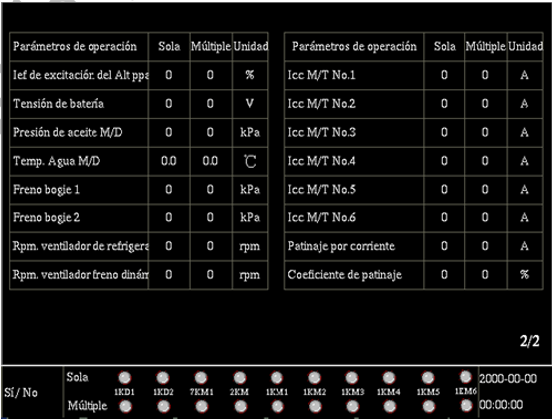 Parámetros de operación Sola Múltiple Unidad
Ief de excitación del Alt ppa 0 0 %
Tensión de batería 0 0 V
Presión de aceite M/D 0 0 kPa
Temp. Agua M/D 0.0 0.0 ℃
Freno bogie 1 0 0 kPa
Freno bogie 2 0 0 kPa
Rpm. ventilador de refrigera 0 0 rpm
Rpm. ventilador freno dinám 0 0 rpm
Parámetros de operación Sola Múltiple Unidad
Icc M/T No.1 0 0 A
Icc M/T No.2 0 0 A
Icc M/T No.3 0 0 A
Icc M/T No.4 0 0 A
Icc M/T No.5 0 0 A
Icc M/T No.6 0 0 A
Patinaje por corriente 0 0 A
Coeficiente de patinaje 0 0 %
2/2
Sí/ No
Sola
1KD1 1KD2 7KM1 2KM 1KM1 1KM2 1KM3 1KM4 1KM5 1EM6
Múltiple
2000-00-00
00:00:00